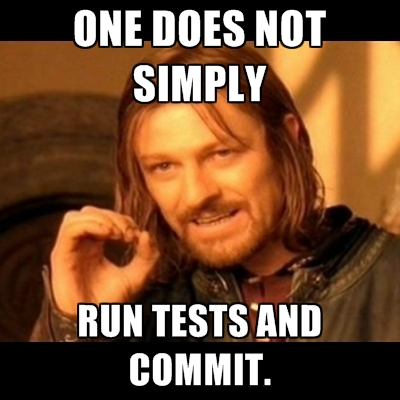 ONE DOES NOT
SIMPLY
RUN TESTS AND
COMMIT.